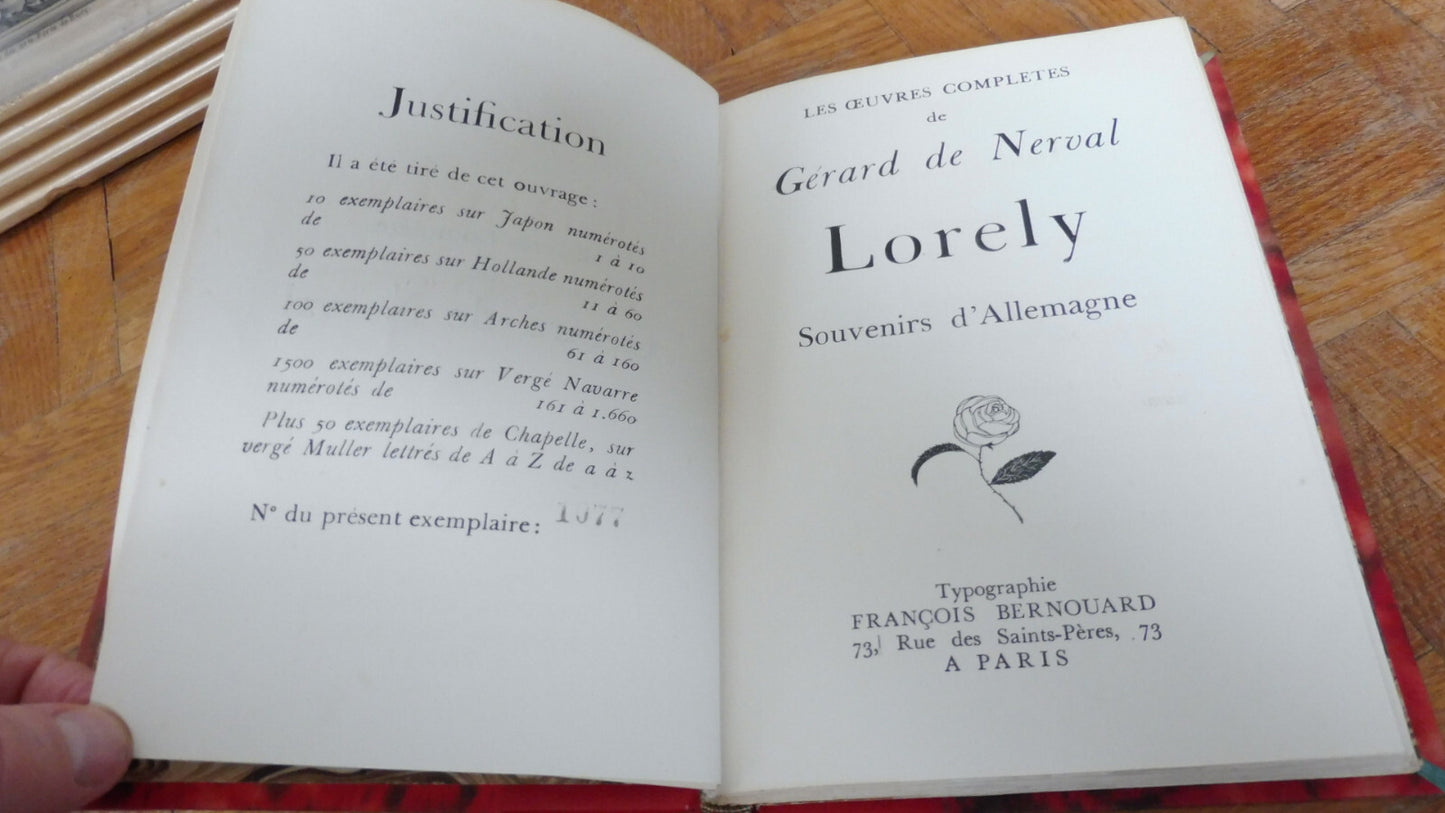 Justification
Il a été tiré de cet ouvrage :
10 exemplaires sur Japon numérotés
de 1 à 10
50 exemplaires sur Hollande numérotés
de 11 à 60
100 exemplaires sur Arches numérotés
de 61 à 160
1500 exemplaires sur Vergé Navarre
numérotés de 161 à 1.660
Plus 50 exemplaires de Chapelle, sur
vergé Muller lettrés de A à Z de a à z
N° du présent exemplaire : 1077
LES ŒUVRES COMPLETES
de
Gérard de Nerval
Lorely
Souvenirs d'Allemagne
Typographie
FRANÇOIS BERNOUARD
73, Rue des Saints-Pères, 73
A PARIS